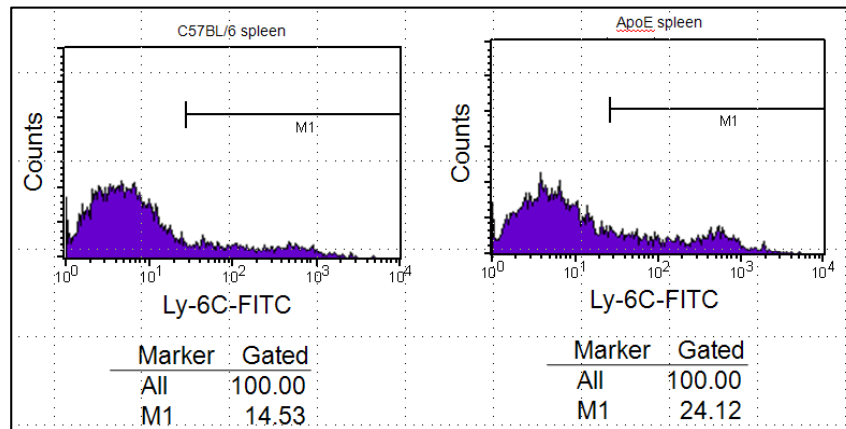 C57BL/6 spleen
Counts
M1
10^0 10^1 10^2 10^3 10^4
Ly-6C-FITC
Marker Gated
All 100.00
M1 14.53
ApoE spleen
Counts
M1
10^0 10^1 10^2 10^3 10^4
Ly-6C-FITC
Marker Gated
All 100.00
M1 24.12